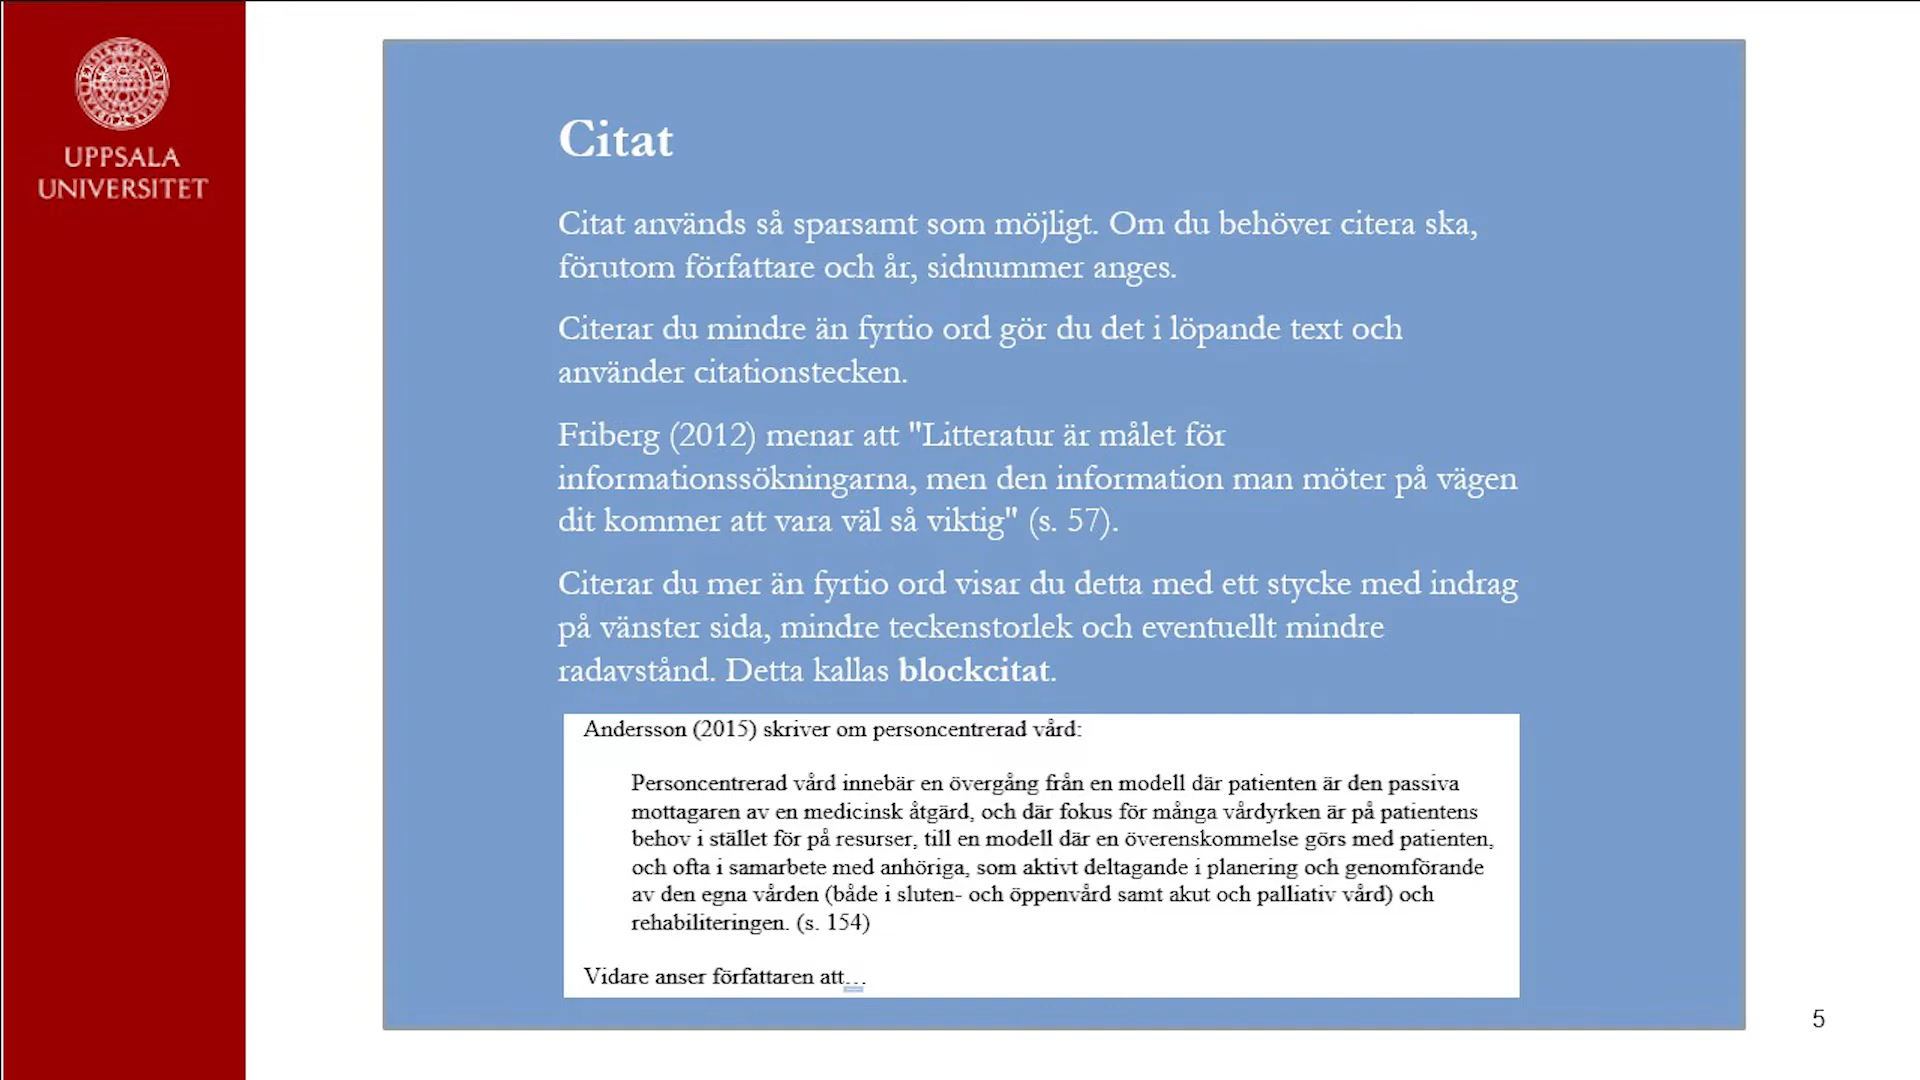 UPPSALA
UNIVERSITET
Citat
Citat används så sparsamt som möjligt. Om du behöver citera ska,
förutom författare och år, sidnummer anges.
Citerar du mindre än fyrtio ord gör du det i löpande text och
använder citationstecken.
Friberg (2012) menar att "Litteratur är målet för
informationssökningarna, men den information man möter på vägen
dit kommer att vara väl så viktig" (s. 57).
Citerar du mer än fyrtio ord visar du detta med ett stycke med indrag
på vänster sida, mindre teckenstorlek och eventuellt mindre
radavstånd. Detta kallas blockcitat.
Andersson (2015) skriver om personcentrerad vård:
Personcentrerad vård innebär en övergång från en modell där patienten är den passiva
mottagaren av en medicinsk åtgärd, och där fokus för många vårdyrken är på patientens
behov i stället för på resurser, till en modell där en överenskommelse görs med patienten,
och ofta i samarbete med anhöriga, som aktivt deltagande i planering och genomförande
av den egna vården (både i sluten- och öppenvård samt akut och palliativ vård) och
rehabiliteringen. (s. 154)
Vidare anser författaren att…
5